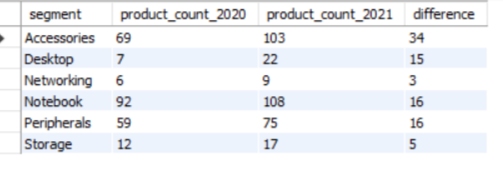 segment product_count_2020 product_count_2021 difference
Accessories 69 103 34
Desktop 7 22 15
Networking 6 9 3
Notebook 92 108 16
Peripherals 59 75 16
Storage 12 17 5